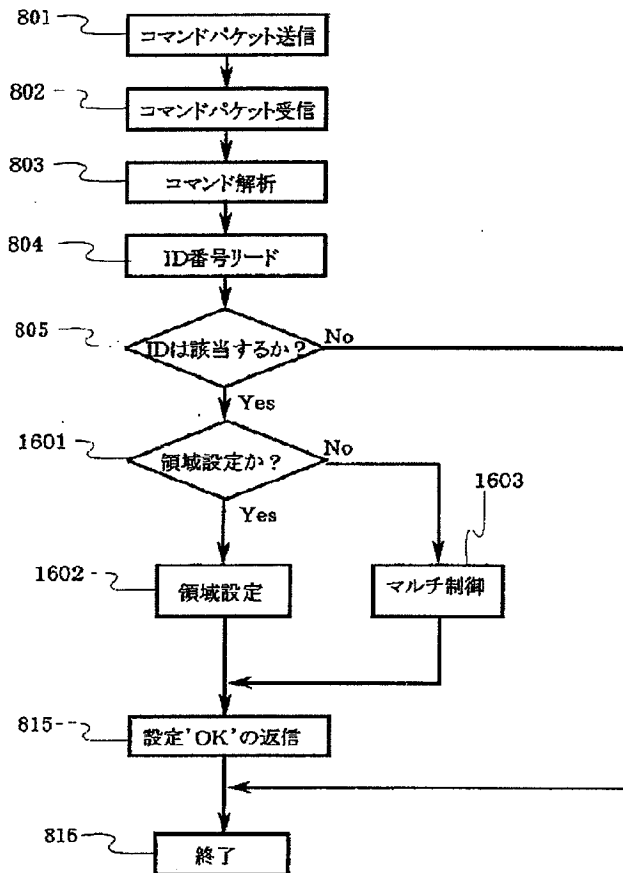 801
コマンドパケット送信
802
コマンドパケット受信
803
コマンド解析
804
ID番号リード
805
IDは該当するか?
No
Yes
1601
領域設定か?
No
Yes
1603
1602
領域設定
マルチ制御
815
設定'OK'の返信
816
終了